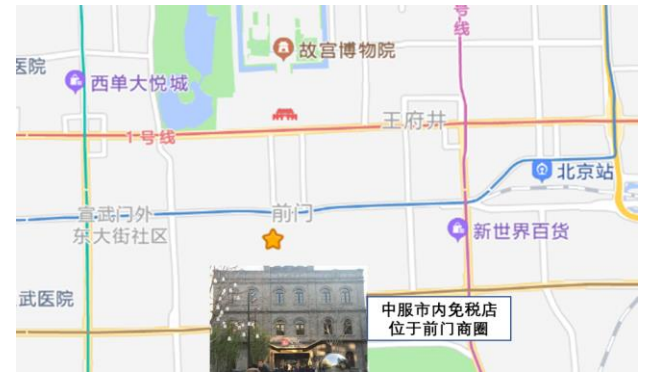 号
线
医院
故宫博物院
西单大悦城
王府井
1号线
北京站
宣武门外
东大街社区
前门
新世界百货
武医院
中服市内免税店
位于前门商圈